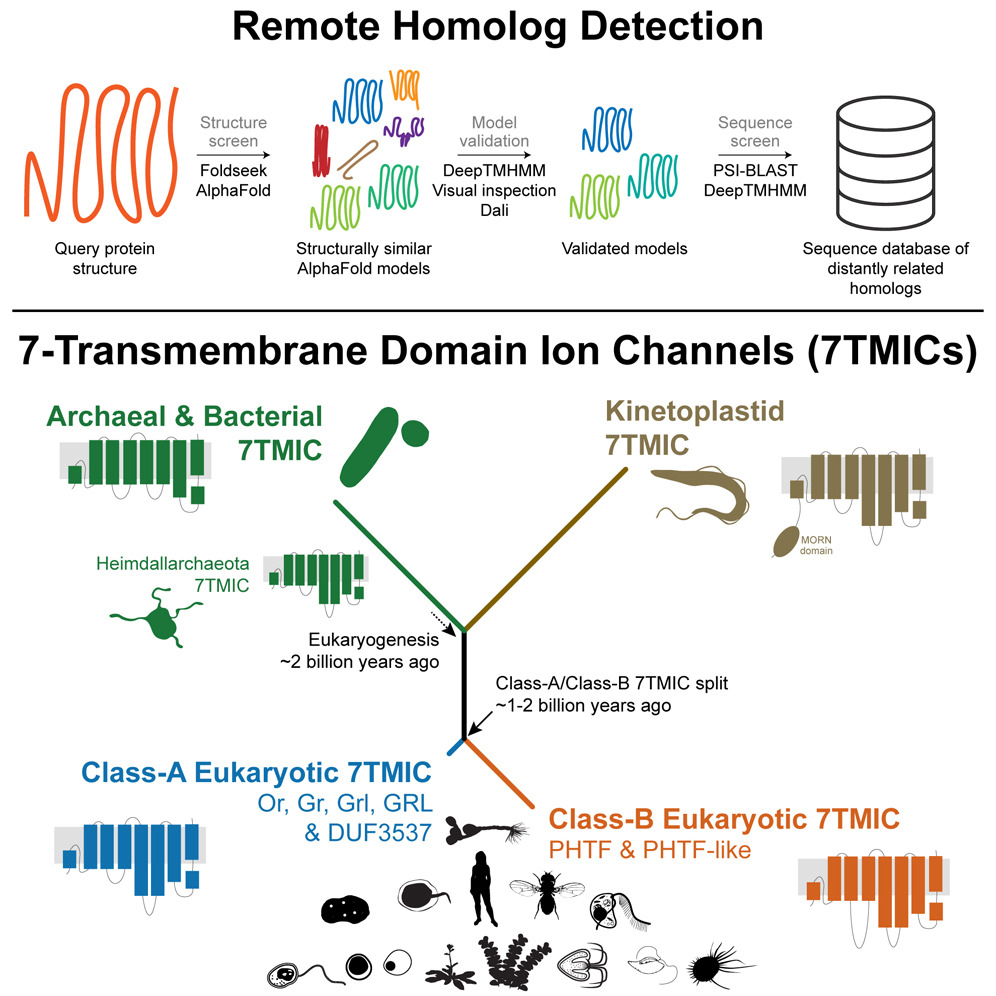 Remote Homolog Detection
Structure
screen
Foldseek
AlphaFold
Model
validation
DeepTMHMM
Visual inspection
Dali
Sequence
screen
PSI-BLAST
DeepTMHMM
Query protein
structure
Structurally similar
AlphaFold models
Validated models
Sequence database of
distantly related
homologs
7-Transmembrane Domain Ion Channels (7TMICs)
Archaeal & Bacterial
7TMIC
Kinetoplastid
7TMIC
MORN
domain
Heimdallarchaeota
7TMIC
Eukaryogenesis
~2 billion years ago
Class-A/Class-B 7TMIC split
~1-2 billion years ago
Class-A Eukaryotic 7TMIC
Or, Gr, Grl, GRL
& DUF3537
Class-B Eukaryotic 7TMIC
PHTF & PHTF-like